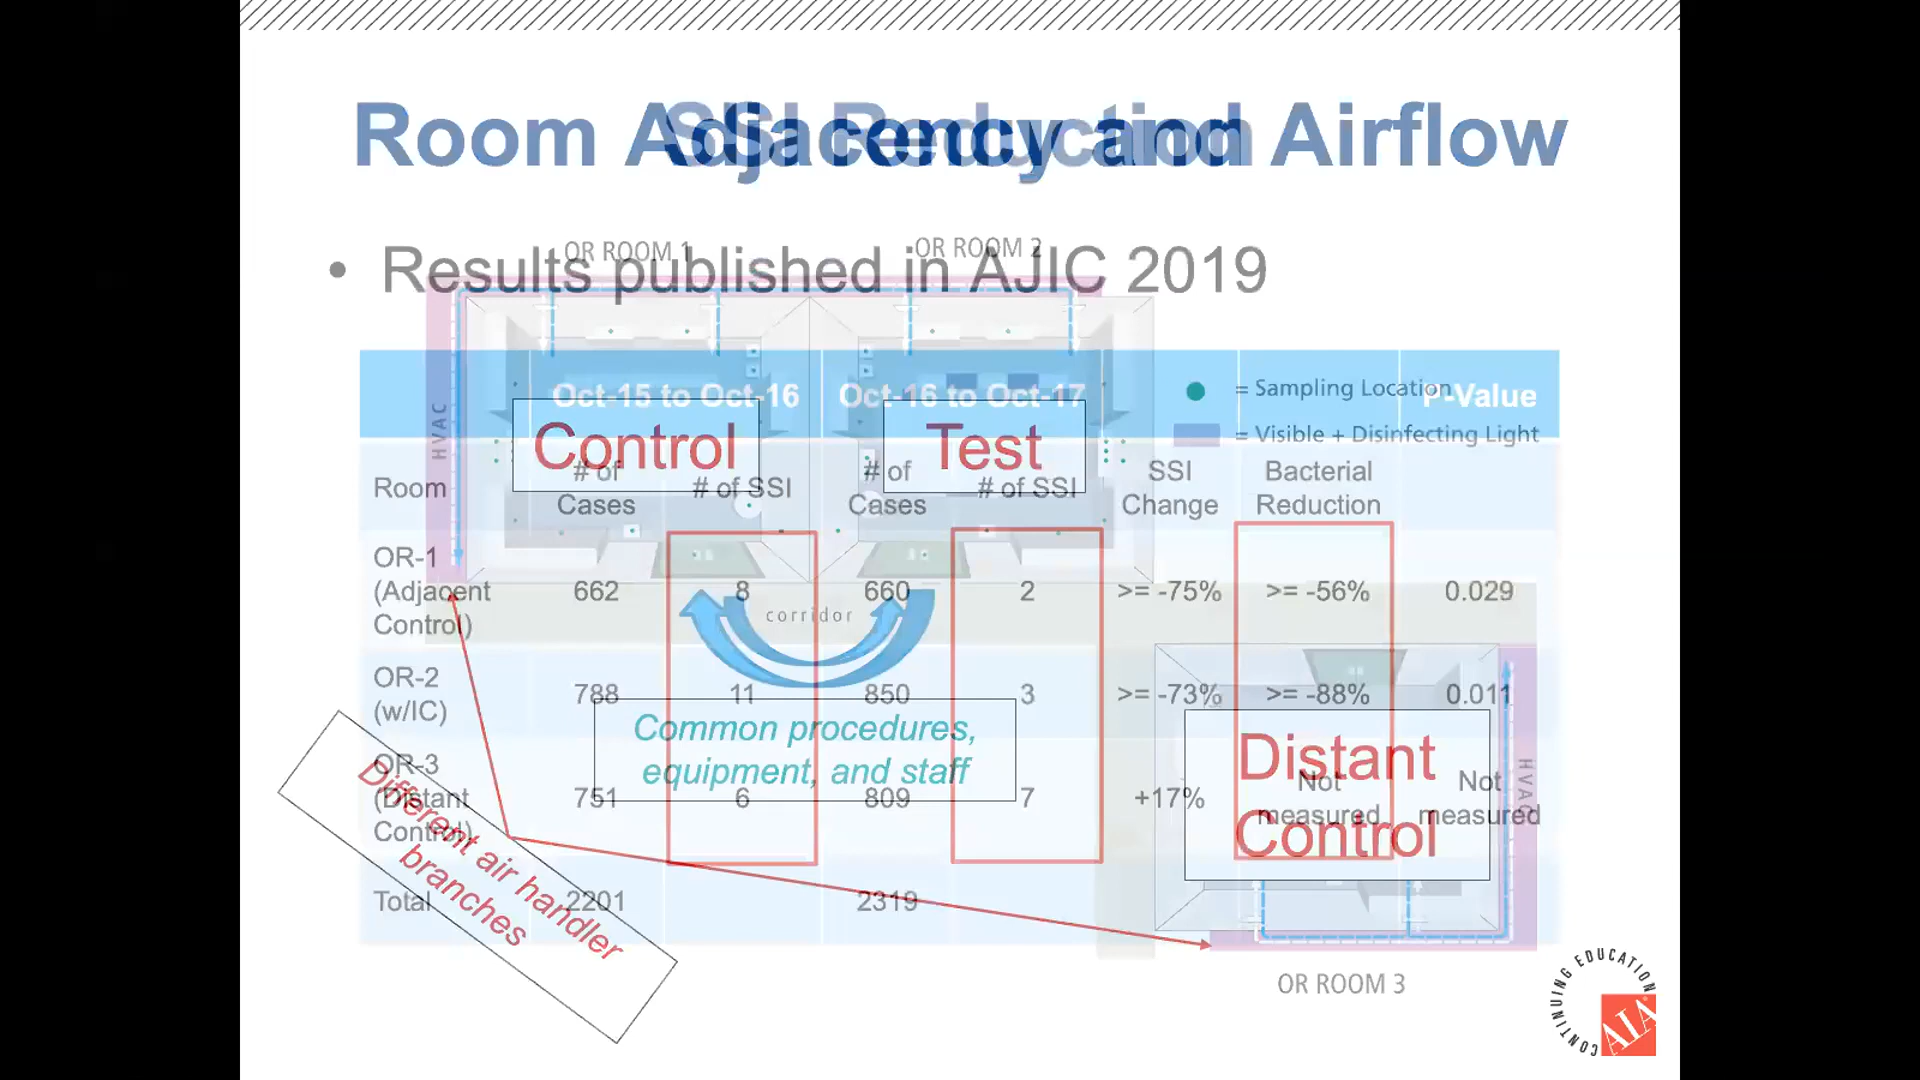 Room Adjacency and Airflow
SSI Reduction
• Results published in AJIC 2019
OR ROOM 1
OR ROOM 2
Oct-15 to Oct-16
Oct-16 to Oct-17
P-Value
= Sampling Location
= Visible + Disinfecting Light
HVAC
Control
Test
Room
# of
Cases
# of SSI
# of
Cases
# of SSI
SSI
Change
Bacterial
Reduction
OR-1
(Adjacent
Control)
662
8
660
2
>= -75%
>= -56%
0.029
corridor
OR-2
(w/IC)
788
11
850
3
>= -73%
>= -88%
0.011
Common procedures,
equipment, and staff
OR-3
(Distant
Control)
751
6
809
7
+17%
Not
measured
Not
measured
Distant
Control
HVAC
Different air handler
branches
Total
2201
2319
OR ROOM 3
CONTINUING EDUCATION
AIA